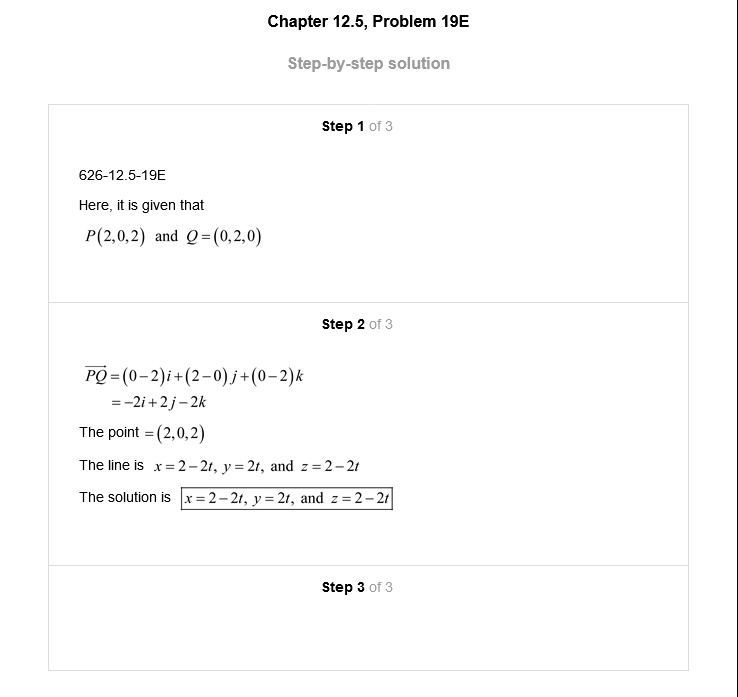 Chapter 12.5, Problem 19E
Step-by-step solution
Step 1 of 3
626-12.5-19E
Here, it is given that
P(2,0,2) and Q=(0,2,0)
Step 2 of 3
\overrightarrow{PQ}=(0−2)i+(2−0)j+(0−2)k
=−2i+2j−2k
The point =(2,0,2)
The line is x=2−2t, y=2t, and z=2−2t
The solution is x=2−2t, y=2t, and z=2−2t
Step 3 of 3